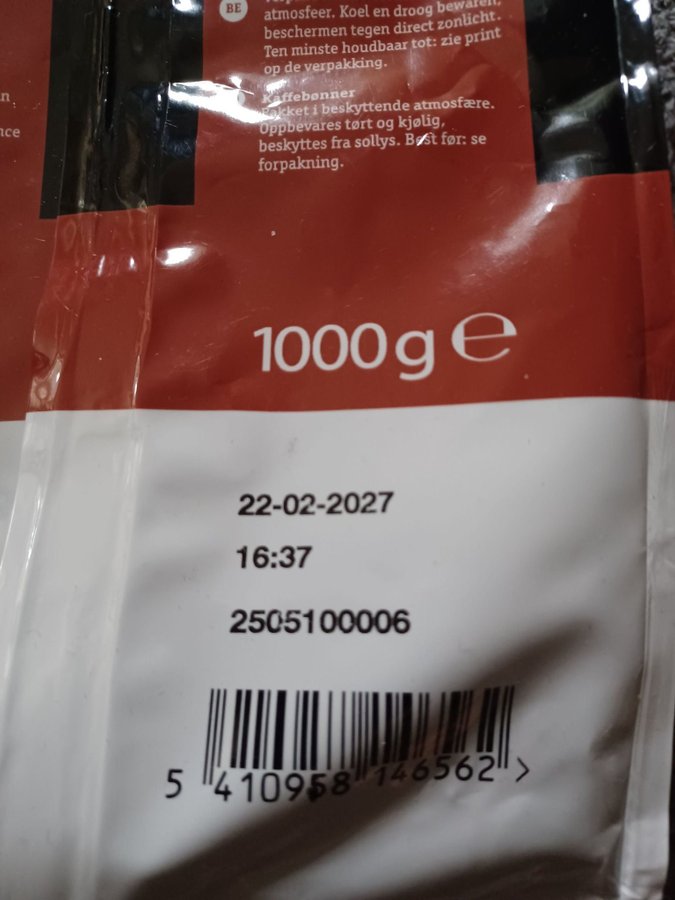 BE
atmosfeer. Koel en droog bewaren,
beschermen tegen direct zonlicht.
Ten minste houdbaar tot: zie print
op de verpakking.
Kaffebønner
Pakket i beskyttende atmosfære.
Oppbevares tørt og kjølig,
beskyttes fra sollys. Best før: se
forpakning.
1000 g ℮
22-02-2027
16:37
2505100006
5 410958 146562 >